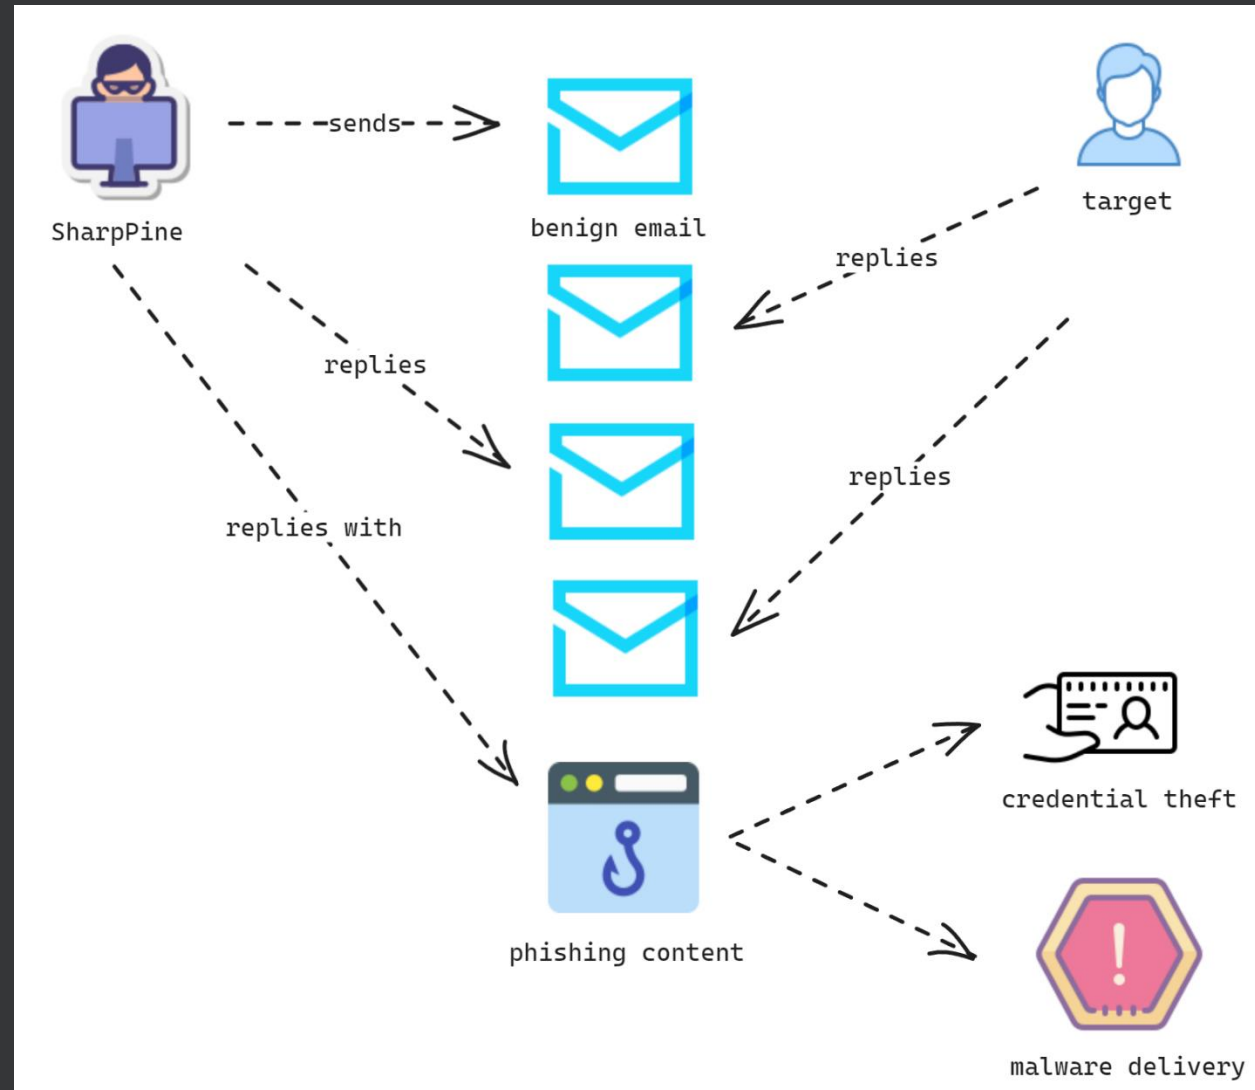 sends
SharpPine
benign email
target
replies
replies
replies
replies with
credential theft
phishing content
malware delivery